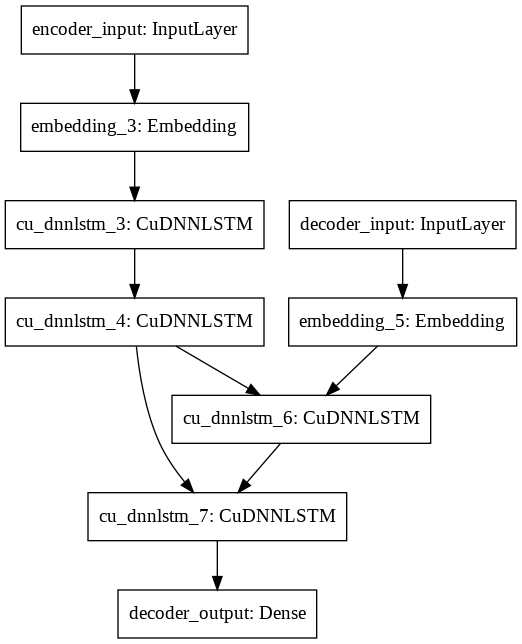 encoder_input: InputLayer
embedding_3: Embedding
cu_dnnlstm_3: CuDNNLSTM
decoder_input: InputLayer
cu_dnnlstm_4: CuDNNLSTM
embedding_5: Embedding
cu_dnnlstm_6: CuDNNLSTM
cu_dnnlstm_7: CuDNNLSTM
decoder_output: Dense